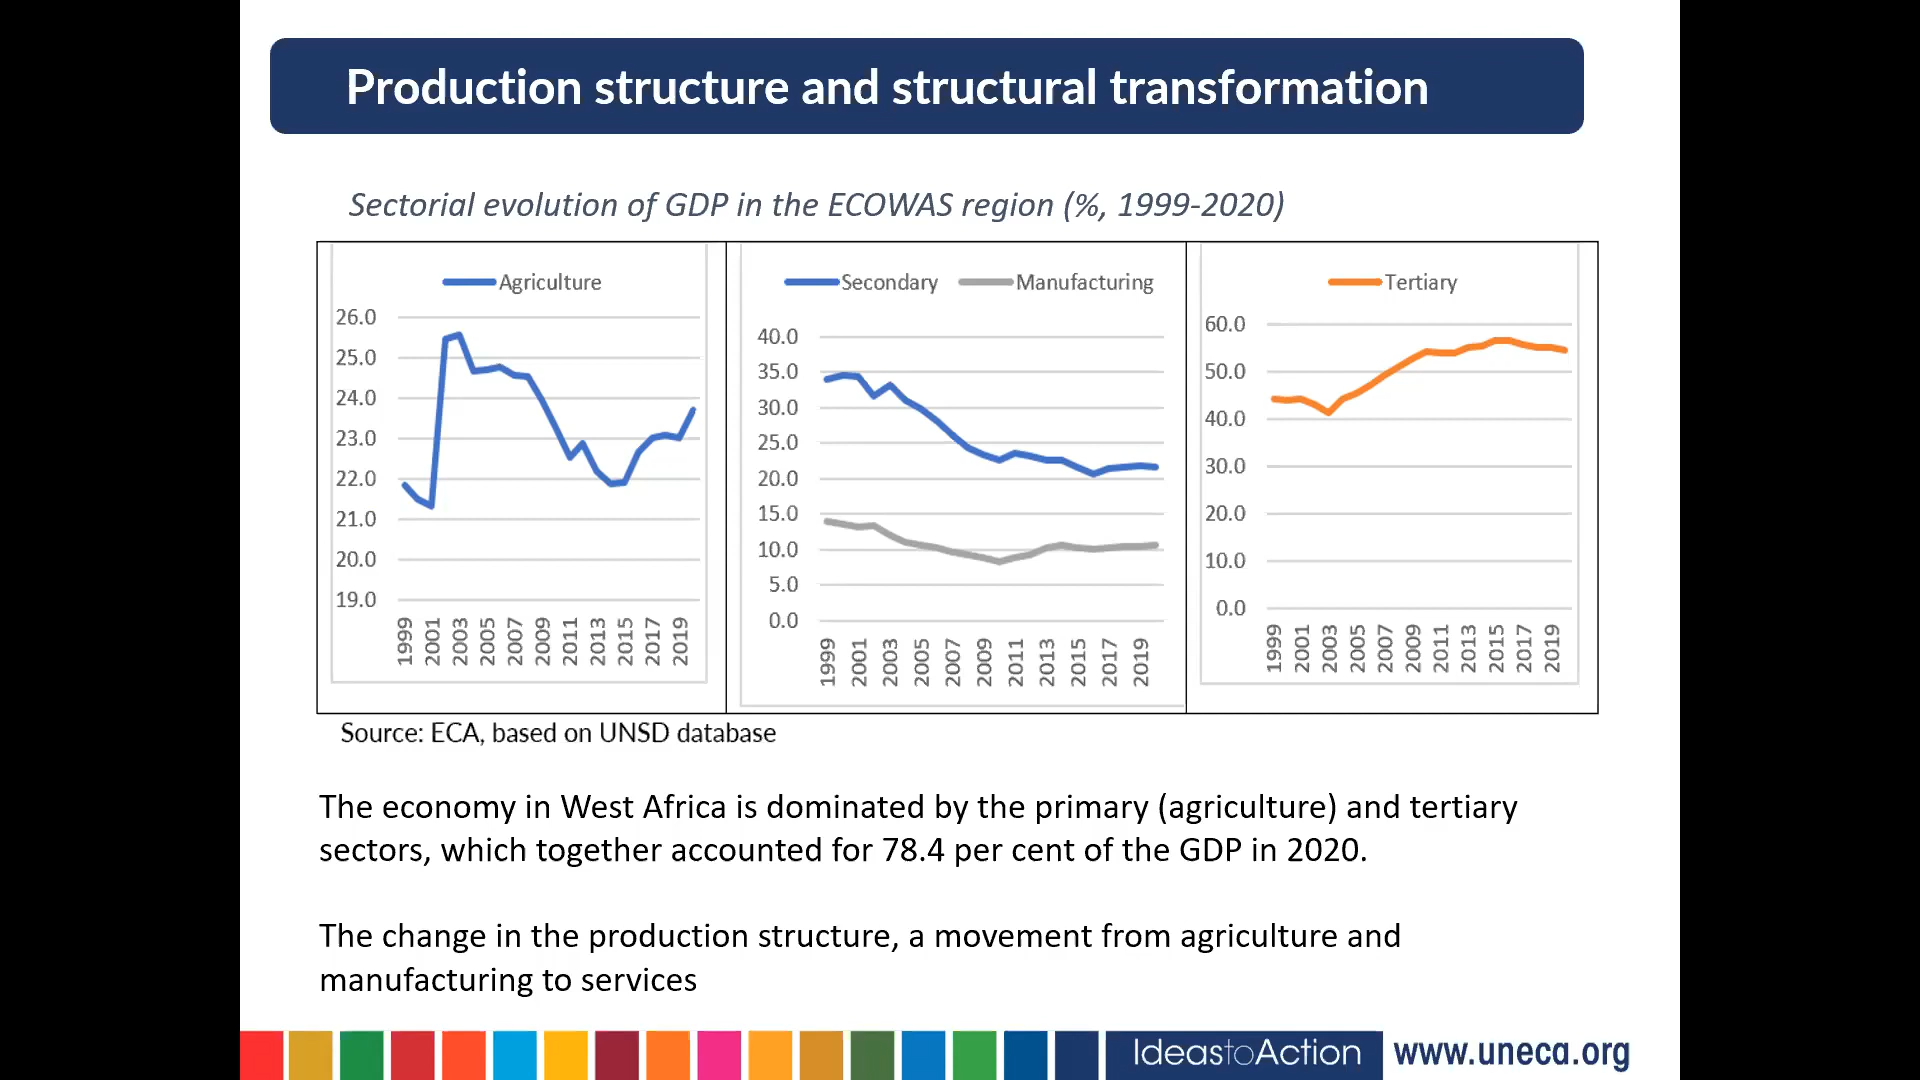 Production structure and structural transformation
Sectorial evolution of GDP in the ECOWAS region (%, 1999-2020)
Agriculture
26.0
25.0
24.0
23.0
22.0
21.0
20.0
19.0
1999 2001 2003 2005 2007 2009 2011 2013 2015 2017 2019
Secondary Manufacturing
40.0
35.0
30.0
25.0
20.0
15.0
10.0
5.0
0.0
1999 2001 2003 2005 2007 2009 2011 2013 2015 2017 2019
Tertiary
60.0
50.0
40.0
30.0
20.0
10.0
0.0
1999 2001 2003 2005 2007 2009 2011 2013 2015 2017 2019
Source: ECA, based on UNSD database
The economy in West Africa is dominated by the primary (agriculture) and tertiary
sectors, which together accounted for 78.4 per cent of the GDP in 2020.
The change in the production structure, a movement from agriculture and
manufacturing to services
IdeastoAction www.uneca.org